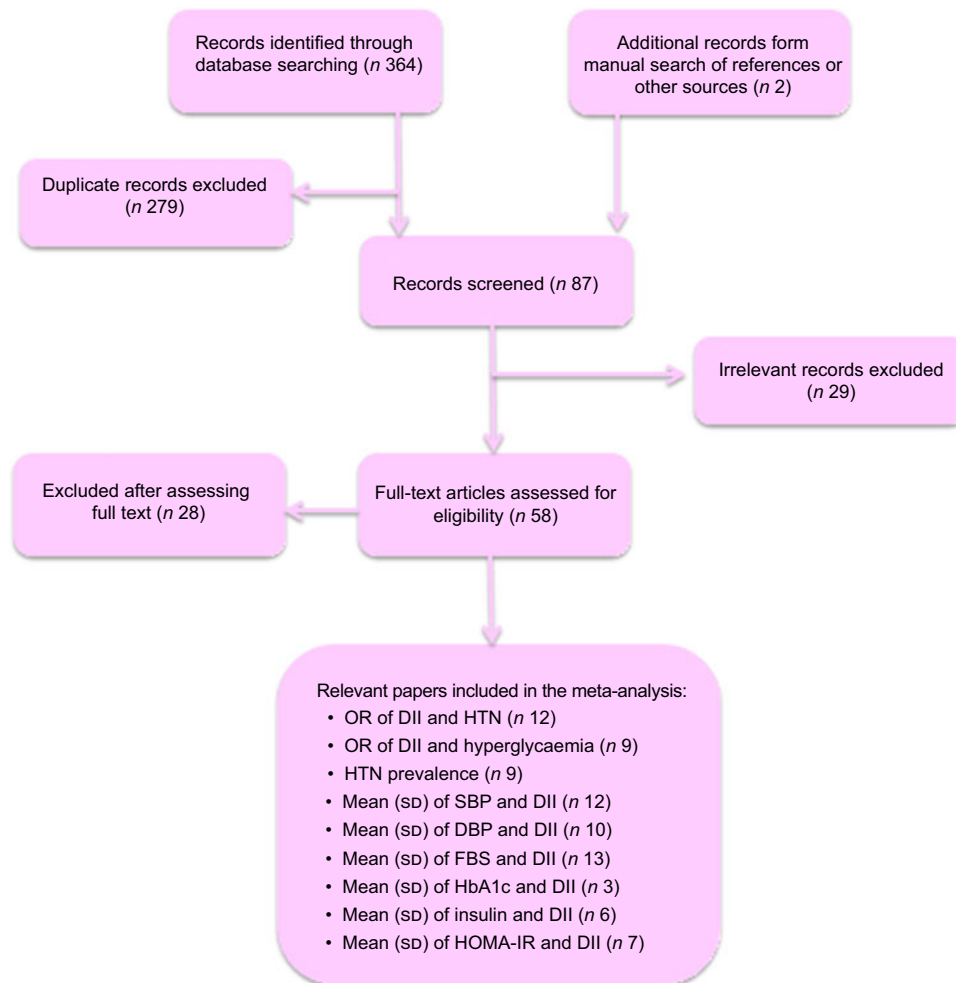 Records identified through
database searching (n 364)
Additional records form
manual search of references or
other sources (n 2)
Duplicate records excluded
(n 279)
Records screened (n 87)
Irrelevant records excluded
(n 29)
Excluded after assessing
full text (n 28)
Full-text articles assessed for
eligibility (n 58)
Relevant papers included in the meta-analysis:
• OR of DII and HTN (n 12)
• OR of DII and hyperglycaemia (n 9)
• HTN prevalence (n 9)
• Mean (SD) of SBP and DII (n 12)
• Mean (SD) of DBP and DII (n 10)
• Mean (SD) of FBS and DII (n 13)
• Mean (SD) of HbA1c and DII (n 3)
• Mean (SD) of insulin and DII (n 6)
• Mean (SD) of HOMA-IR and DII (n 7)